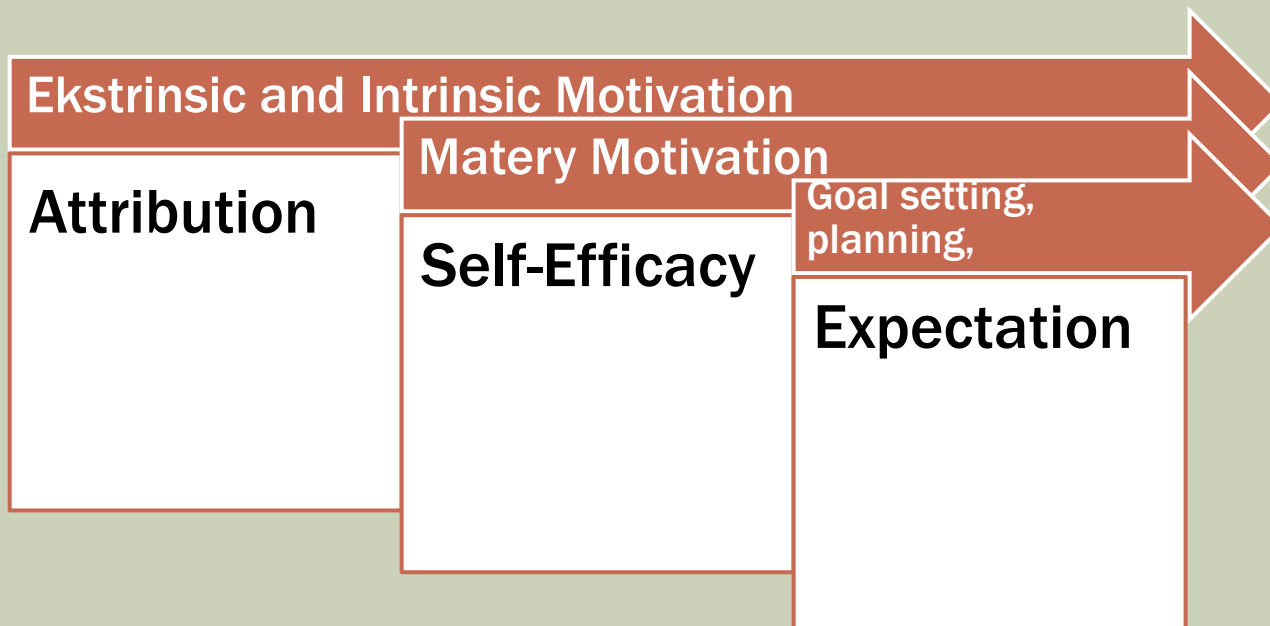 Ekstrinsic and Intrinsic Motivation
Attribution
Matery Motivation
Self-Efficacy
Goal setting,
planning,
Expectation